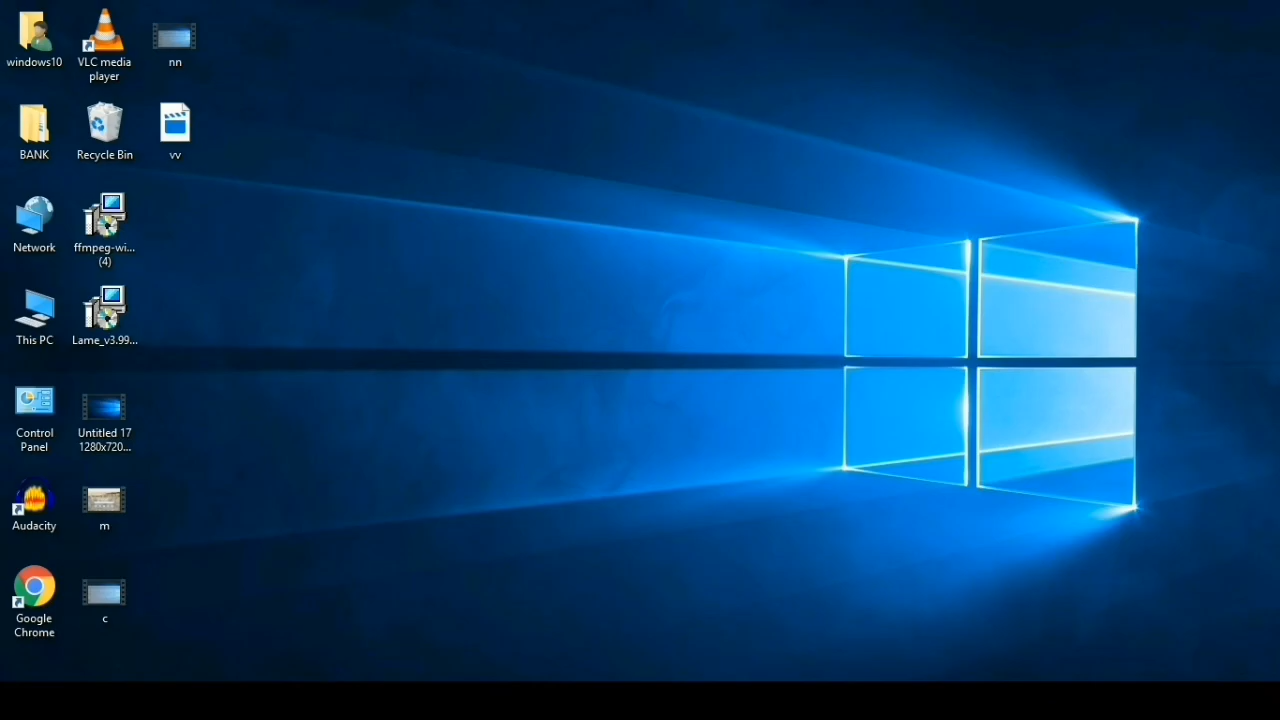 windows10
VLC media
player
nn
BANK
Recycle Bin
vv
Network
ffmpeg-wi...
(4)
This PC
Lame_v3.99...
Control
Panel
Untitled 17
1280x720...
Audacity
m
Google
Chrome
c